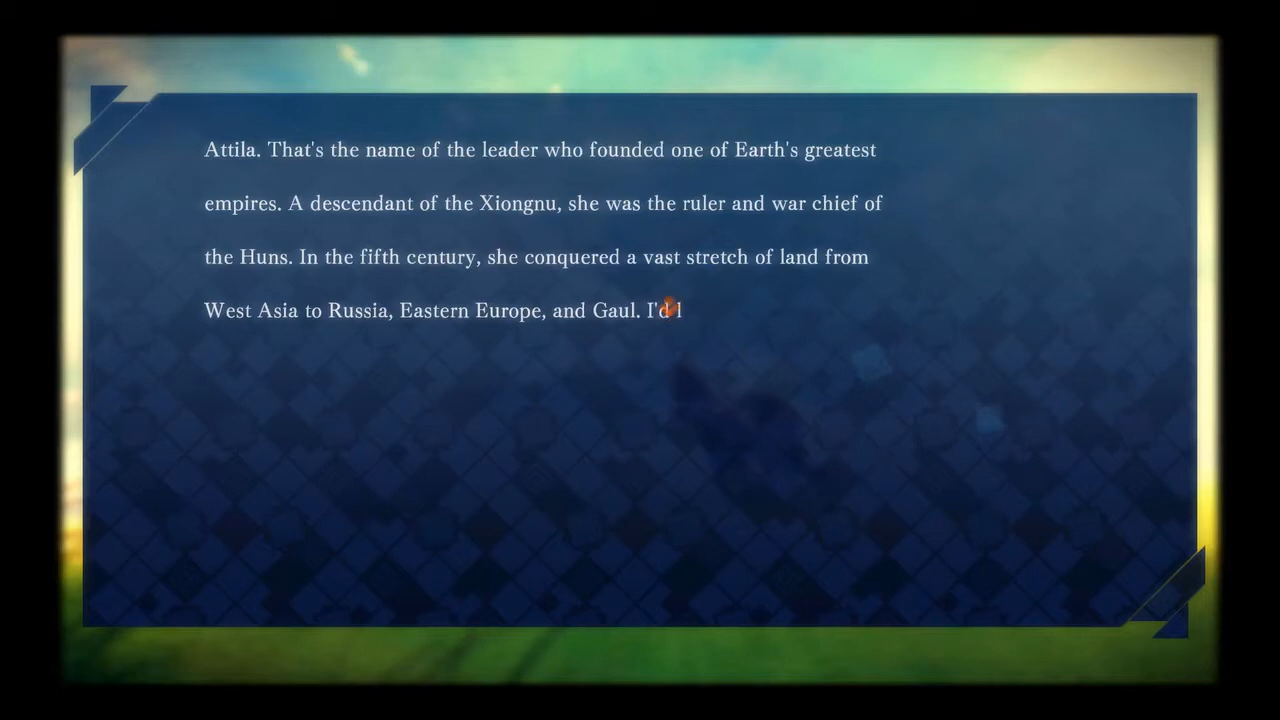 Attila. That's the name of the leader who founded one of Earth's greatest
empires. A descendant of the Xiongnu, she was the ruler and war chief of
the Huns. In the fifth century, she conquered a vast stretch of land from
West Asia to Russia, Eastern Europe, and Gaul. I'd l